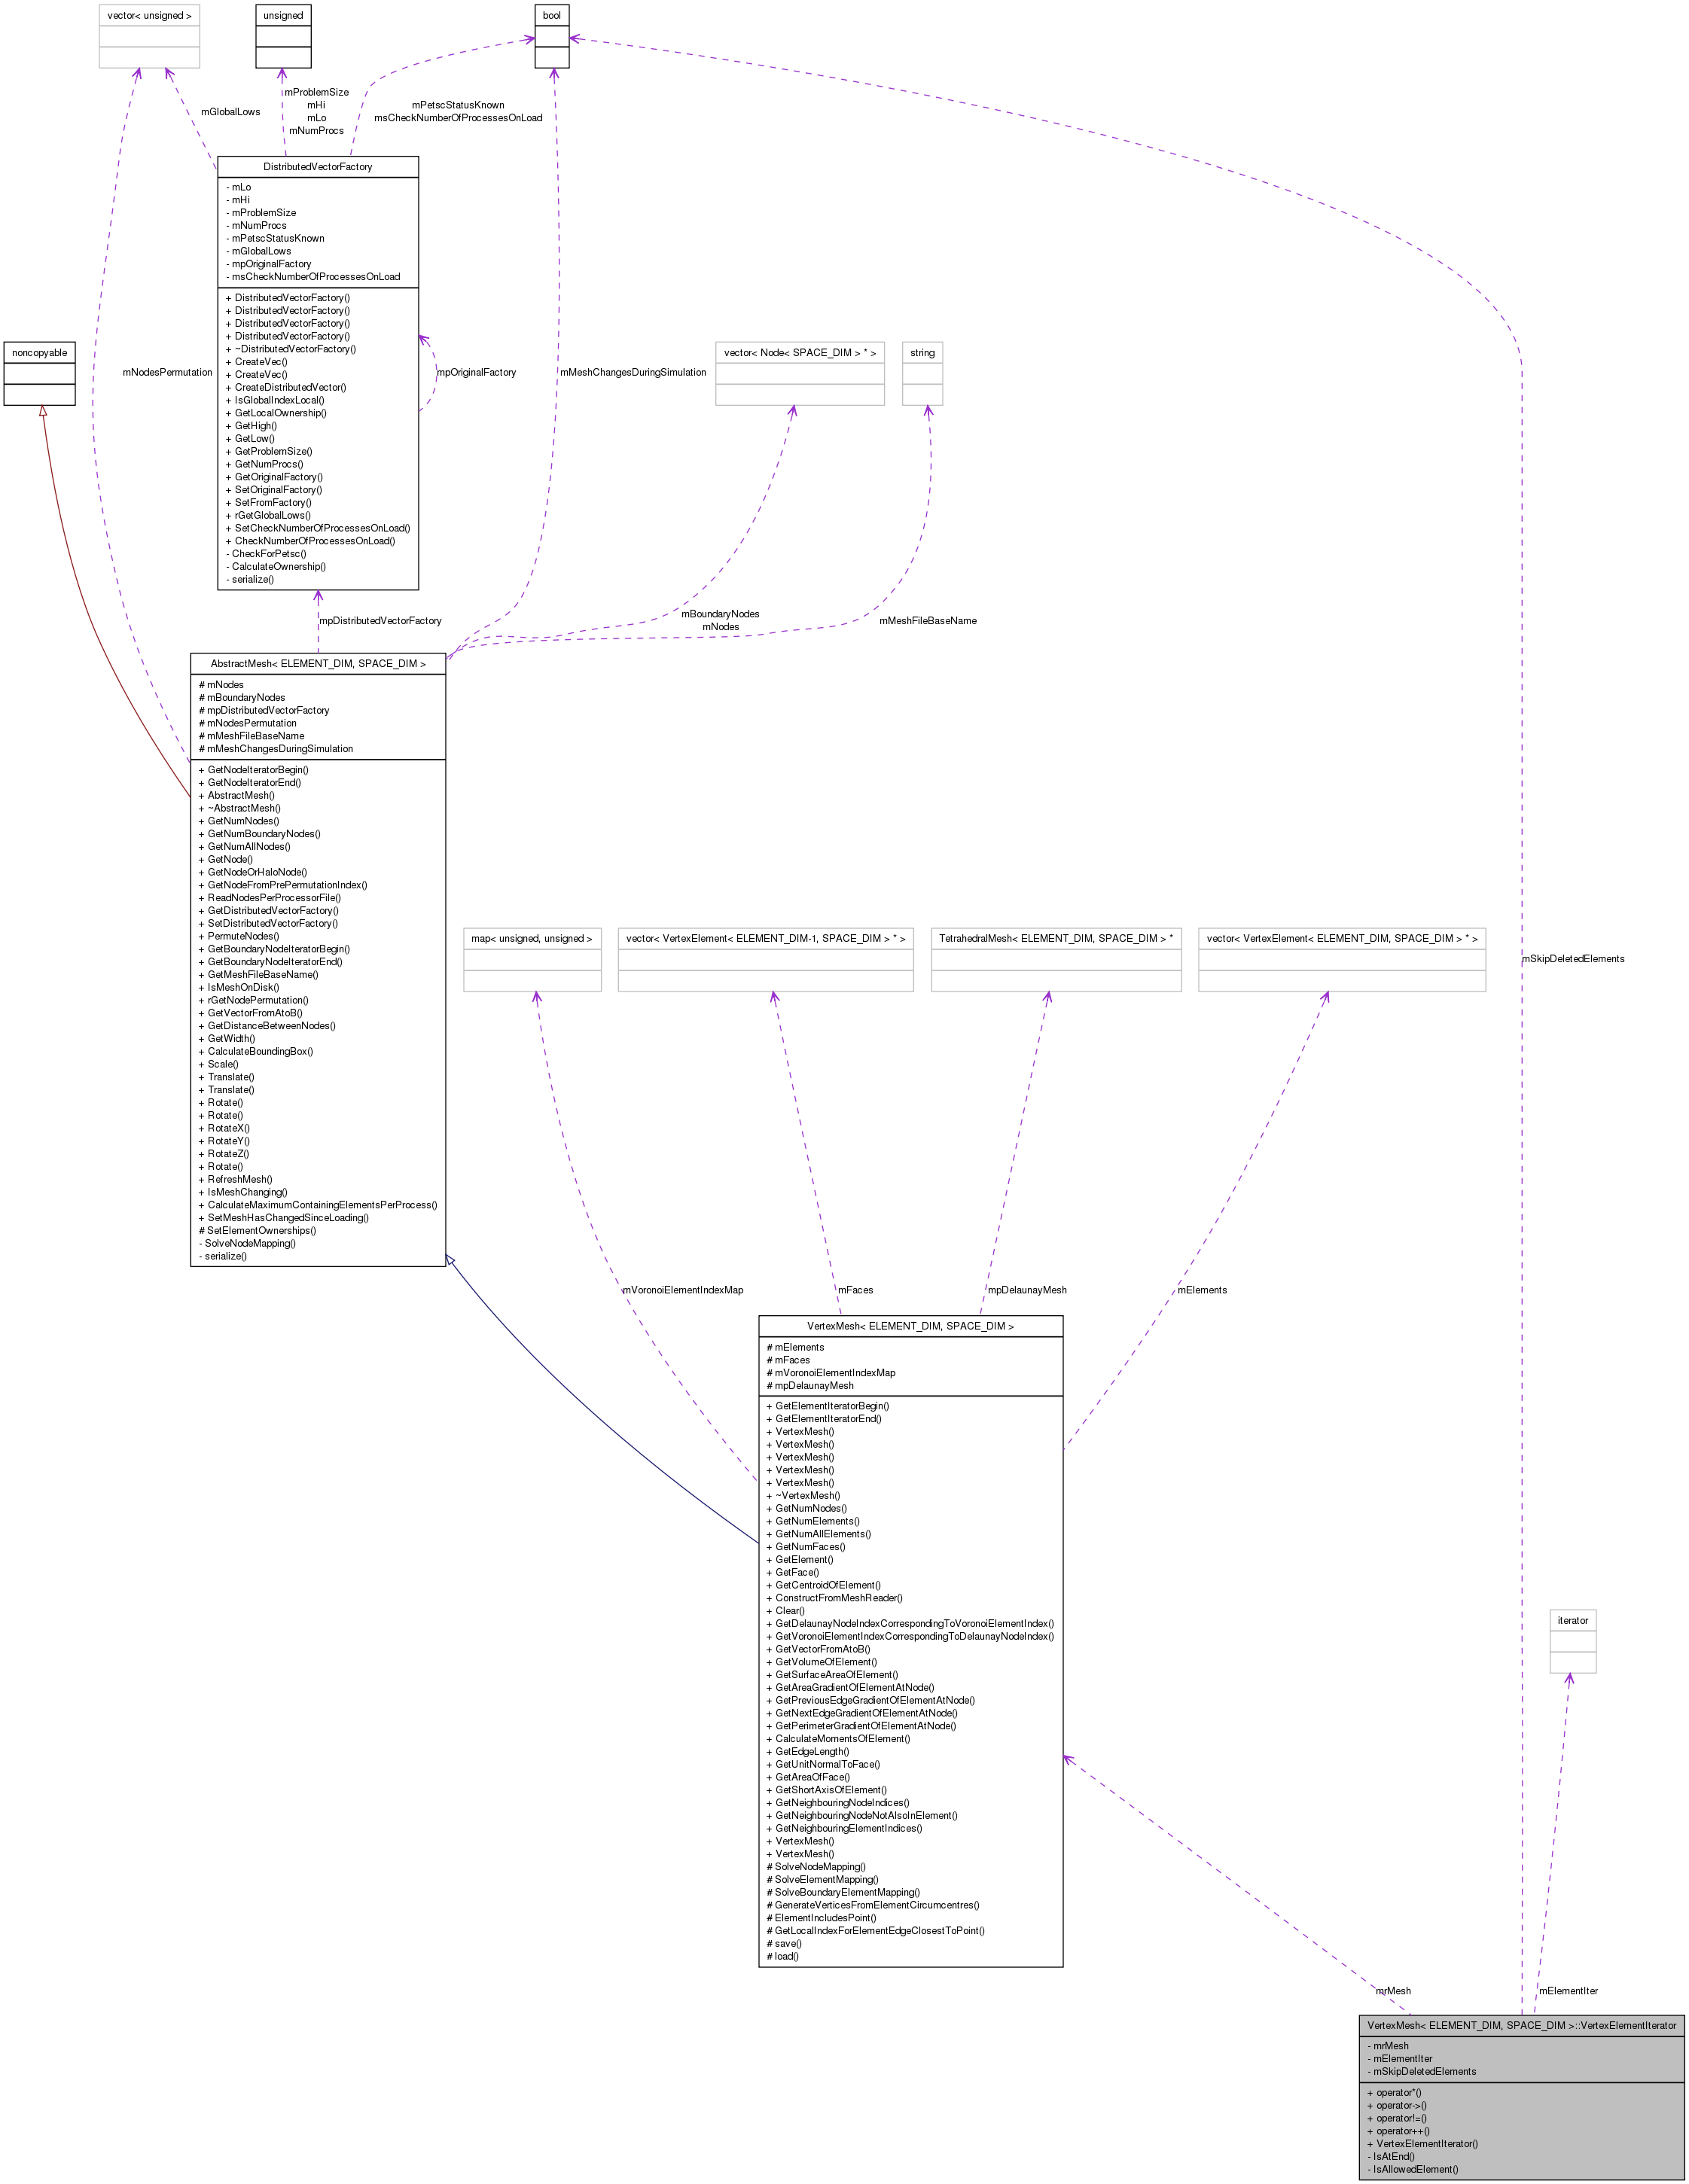 vector< unsigned >
unsigned
bool
mGlobalLows
mProblemSize
mHi
mLo
mNumProcs
mPetscStatusKnown
msCheckNumberOfProcessesOnLoad
DistributedVectorFactory
- mLo
- mHi
- mProblemSize
- mNumProcs
- mPetscStatusKnown
- mGlobalLows
- mpOriginalFactory
- msCheckNumberOfProcessesOnLoad
+ DistributedVectorFactory()
+ DistributedVectorFactory()
+ DistributedVectorFactory()
+ DistributedVectorFactory()
+ ~DistributedVectorFactory()
+ CreateVec()
+ CreateVec()
+ CreateDistributedVector()
+ IsGlobalIndexLocal()
+ GetLocalOwnership()
+ GetHigh()
+ GetLow()
+ GetProblemSize()
+ GetNumProcs()
+ GetOriginalFactory()
+ SetOriginalFactory()
+ SetFromFactory()
+ rGetGlobalLows()
+ SetCheckNumberOfProcessesOnLoad()
+ CheckNumberOfProcessesOnLoad()
- CheckForPetsc()
- CalculateOwnership()
- serialize()
noncopyable
mNodesPermutation
mpOriginalFactory
mMeshChangesDuringSimulation
vector< Node< SPACE_DIM > * >
string
mpDistributedVectorFactory
mBoundaryNodes
mNodes
mMeshFileBaseName
AbstractMesh< ELEMENT_DIM, SPACE_DIM >
# mNodes
# mBoundaryNodes
# mpDistributedVectorFactory
# mNodesPermutation
# mMeshFileBaseName
# mMeshChangesDuringSimulation
+ GetNodeIteratorBegin()
+ GetNodeIteratorEnd()
+ AbstractMesh()
+ ~AbstractMesh()
+ GetNumNodes()
+ GetNumBoundaryNodes()
+ GetNumAllNodes()
+ GetNode()
+ GetNodeOrHaloNode()
+ GetNodeFromPrePermutationIndex()
+ ReadNodesPerProcessorFile()
+ GetDistributedVectorFactory()
+ SetDistributedVectorFactory()
+ PermuteNodes()
+ GetBoundaryNodeIteratorBegin()
+ GetBoundaryNodeIteratorEnd()
+ GetMeshFileBaseName()
+ IsMeshOnDisk()
+ rGetNodePermutation()
+ GetVectorFromAtoB()
+ GetDistanceBetweenNodes()
+ GetWidth()
+ CalculateBoundingBox()
+ Scale()
+ Translate()
+ Translate()
+ Rotate()
+ Rotate()
+ RotateX()
+ RotateY()
+ RotateZ()
+ Rotate()
+ RefreshMesh()
+ IsMeshChanging()
+ CalculateMaximumContainingElementsPerProcess()
+ SetMeshHasChangedSinceLoading()
# SetElementOwnerships()
- SolveNodeMapping()
- serialize()
map< unsigned, unsigned >
vector< VertexElement< ELEMENT_DIM-1, SPACE_DIM > * >
TetrahedralMesh< ELEMENT_DIM, SPACE_DIM > *
vector< VertexElement< ELEMENT_DIM, SPACE_DIM > * >
mSkipDeletedElements
mVoronoiElementIndexMap
mFaces
mpDelaunayMesh
mElements
VertexMesh< ELEMENT_DIM, SPACE_DIM >
# mElements
# mFaces
# mVoronoiElementIndexMap
# mpDelaunayMesh
+ GetElementIteratorBegin()
+ GetElementIteratorEnd()
+ VertexMesh()
+ VertexMesh()
+ VertexMesh()
+ VertexMesh()
+ VertexMesh()
+ ~VertexMesh()
+ GetNumNodes()
+ GetNumElements()
+ GetNumAllElements()
+ GetNumFaces()
+ GetElement()
+ GetFace()
+ GetCentroidOfElement()
+ ConstructFromMeshReader()
+ Clear()
+ GetDelaunayNodeIndexCorrespondingToVoronoiElementIndex()
+ GetVoronoiElementIndexCorrespondingToDelaunayNodeIndex()
+ GetVectorFromAtoB()
+ GetVolumeOfElement()
+ GetSurfaceAreaOfElement()
+ GetAreaGradientOfElementAtNode()
+ GetPreviousEdgeGradientOfElementAtNode()
+ GetNextEdgeGradientOfElementAtNode()
+ GetPerimeterGradientOfElementAtNode()
+ CalculateMomentsOfElement()
+ GetEdgeLength()
+ GetUnitNormalToFace()
+ GetAreaOfFace()
+ GetShortAxisOfElement()
+ GetNeighbouringNodeIndices()
+ GetNeighbouringNodeNotAlsoInElement()
+ GetNeighbouringElementIndices()
+ VertexMesh()
+ VertexMesh()
# SolveNodeMapping()
# SolveElementMapping()
# SolveBoundaryElementMapping()
# GenerateVerticesFromElementCircumcentres()
# ElementIncludesPoint()
# GetLocalIndexForElementEdgeClosestToPoint()
# save()
# load()
iterator
mrMesh
mElementIter
VertexMesh< ELEMENT_DIM, SPACE_DIM >::VertexElementIterator
- mrMesh
- mElementIter
- mSkipDeletedElements
+ operator*()
+ operator->()
+ operator!=()
+ operator++()
+ VertexElementIterator()
- IsAtEnd()
- IsAllowedElement()